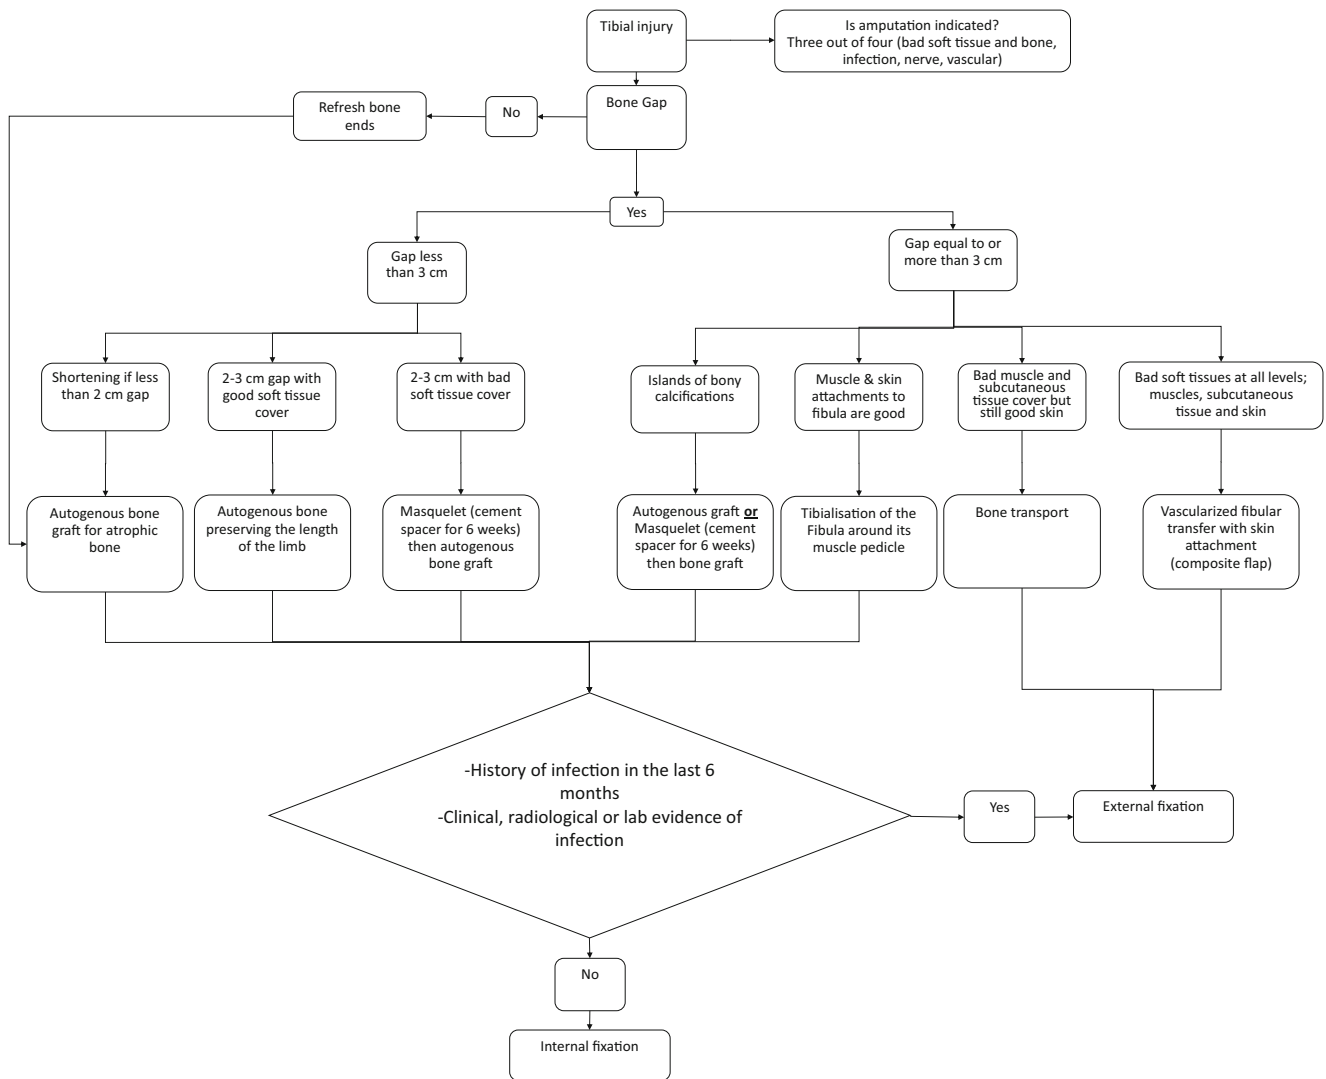 Tibial injury
Is amputation indicated?
Three out of four (bad soft tissue and bone,
infection, nerve, vascular)
Bone Gap
No
Refresh bone
ends
Yes
Gap less
than 3 cm
Gap equal to or
more than 3 cm
Shortening if less
than 2 cm gap
2-3 cm gap with
good soft tissue
cover
2-3 cm with bad
soft tissue cover
Islands of bony
calcifications
Muscle & skin
attachments to
fibula are good
Bad muscle and
subcutaneous
tissue cover but
still good skin
Bad soft tissues at all levels;
muscles, subcutaneous
tissue and skin
Autogenous bone
graft for atrophic
bone
Autogenous bone
preserving the length
of the limb
Masquelet (cement
spacer for 6 weeks)
then autogenous
bone graft
Autogenous graft or
Masquelet (cement
spacer for 6 weeks)
then bone graft
Tibialisation of the
Fibula around its
muscle pedicle
Bone transport
Vascularized fibular
transfer with skin
attachment
(composite flap)
-History of infection in the last 6
months
-Clinical, radiological or lab evidence of
infection
Yes
External fixation
No
Internal fixation